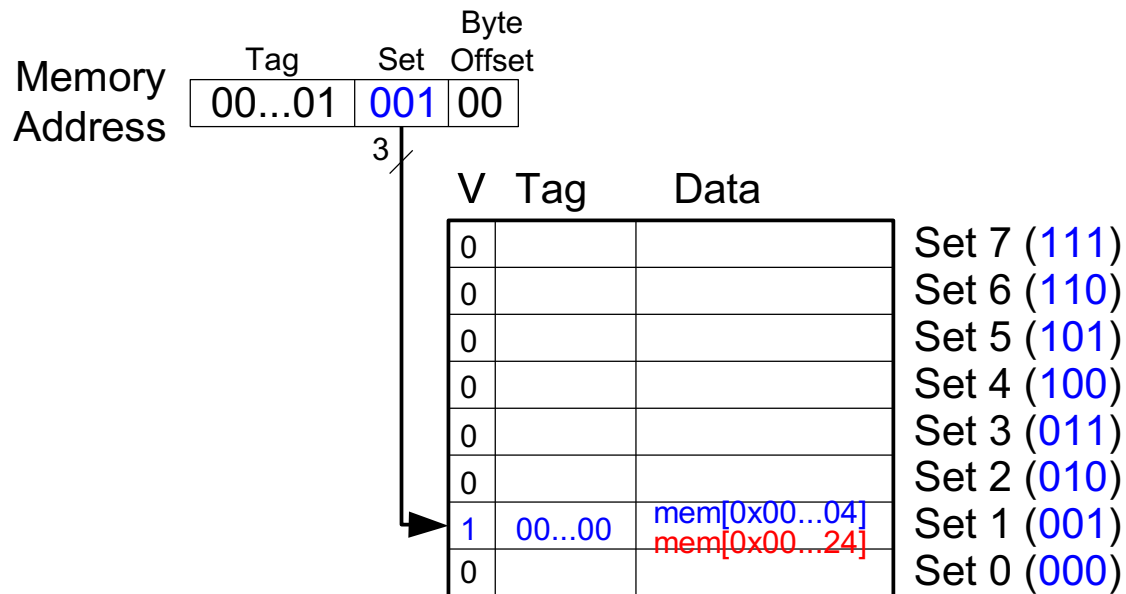 Byte
Tag Set Offset
Memory Address
00...01 001 00
3
V Tag Data
0 Set 7 (111)
0 Set 6 (110)
0 Set 5 (101)
0 Set 4 (100)
0 Set 3 (011)
0 Set 2 (010)
1 00...00 mem[0x00...04] Set 1 (001)
mem[0x00...24]
0 Set 0 (000)